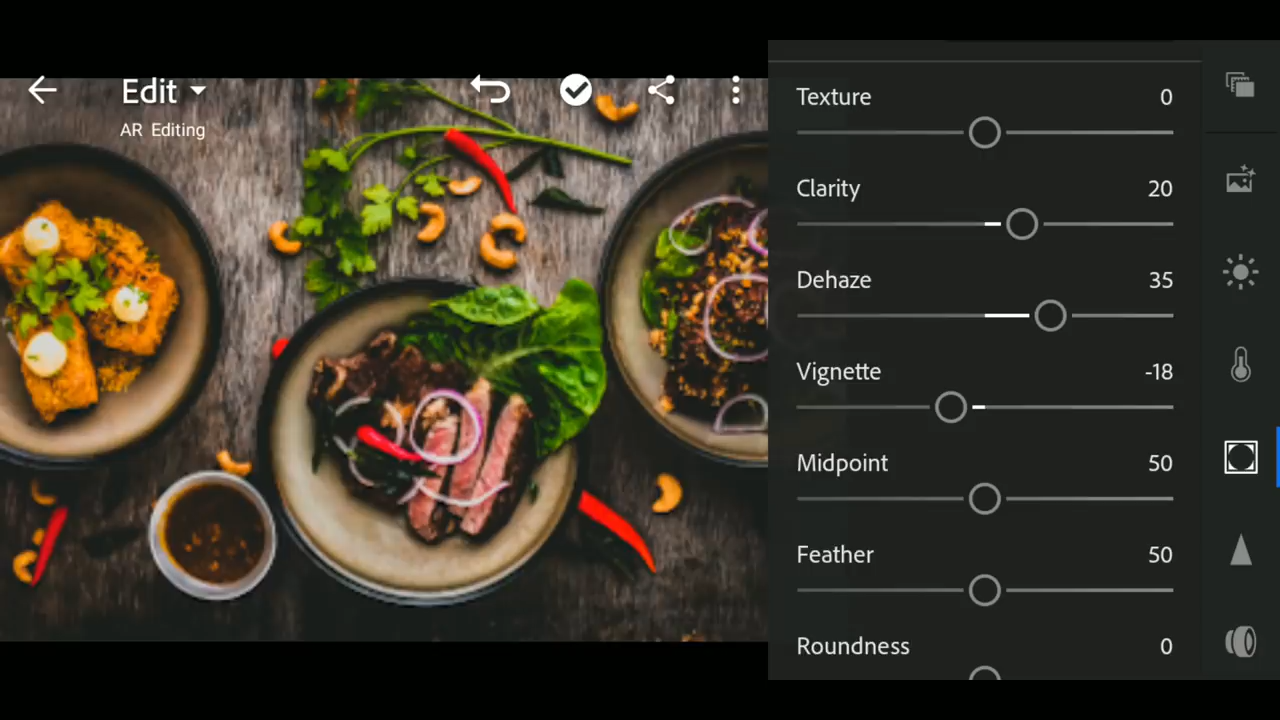 Edit
AR Editing
Texture 0
Clarity 20
Dehaze 35
Vignette -18
Midpoint 50
Feather 50
Roundness 0